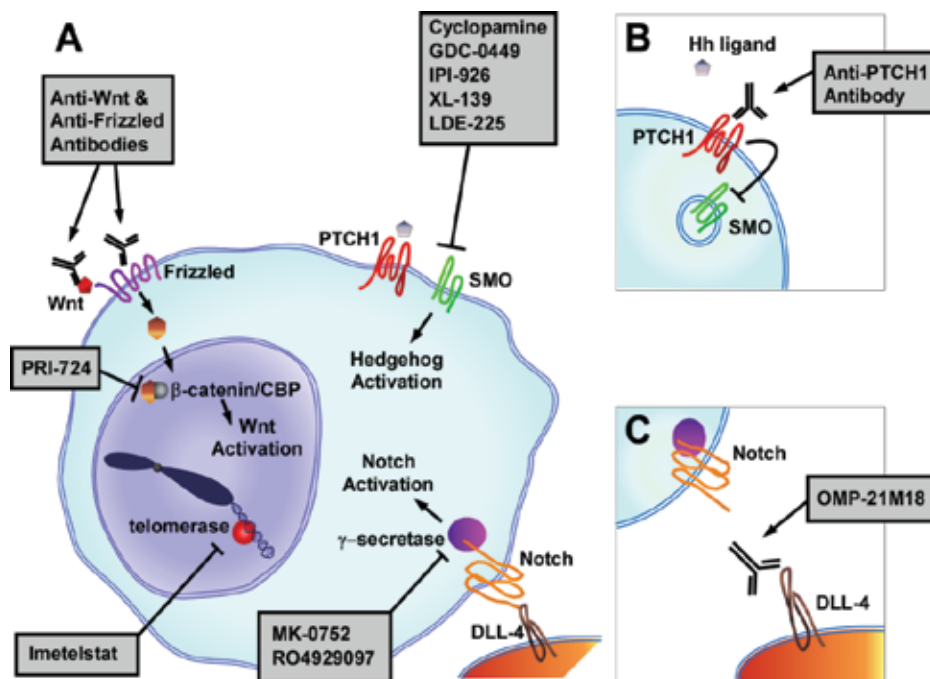 A
Anti-Wnt &
Anti-Frizzled
Antibodies
Cyclopamine
GDC-0449
IPI-926
XL-139
LDE-225
PTCH1
SMO
Frizzled
Wnt
Hedgehog
Activation
PRI-724
β-catenin/CBP
Wnt
Activation
Notch
Activation
telomerase
γ-secretase
Notch
DLL-4
Imetelstat
MK-0752
RO4929097
B
Hh ligand
Anti-PTCH1
Antibody
PTCH1
SMO
C
Notch
OMP-21M18
DLL-4